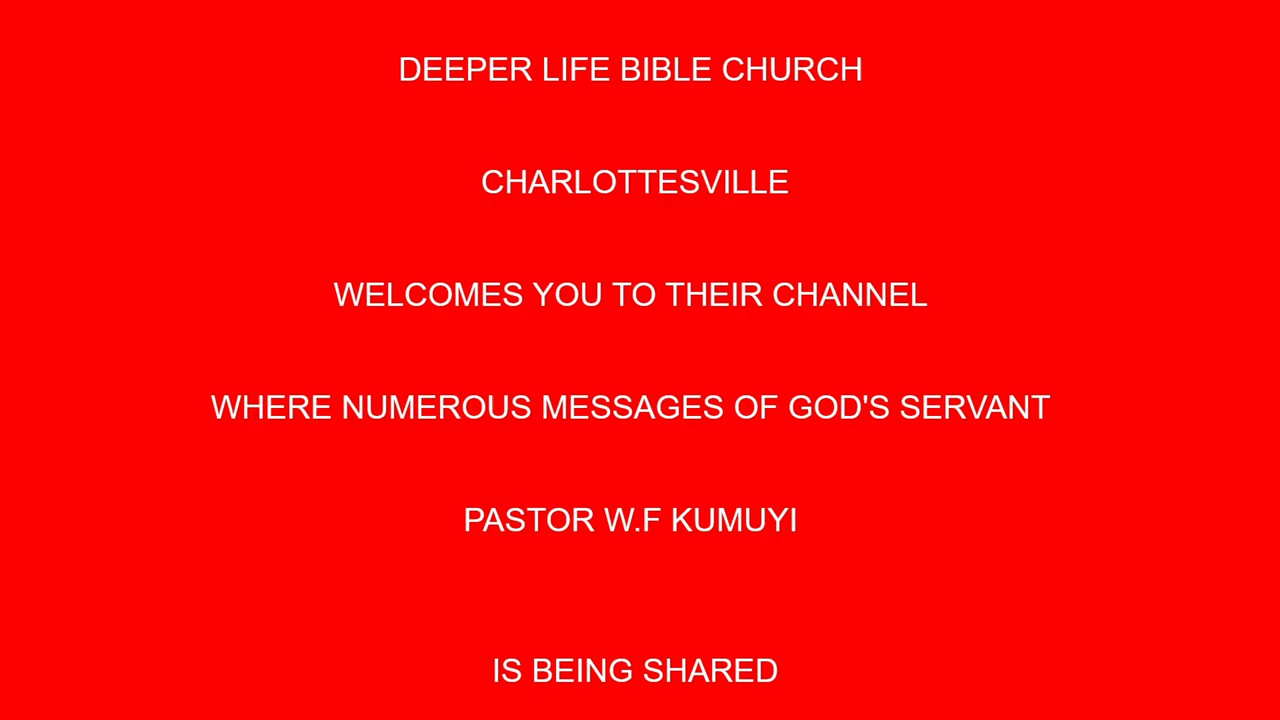 DEEPER LIFE BIBLE CHURCH
CHARLOTTESVILLE
WELCOMES YOU TO THEIR CHANNEL
WHERE NUMEROUS MESSAGES OF GOD'S SERVANT
PASTOR W.F KUMUYI
IS BEING SHARED